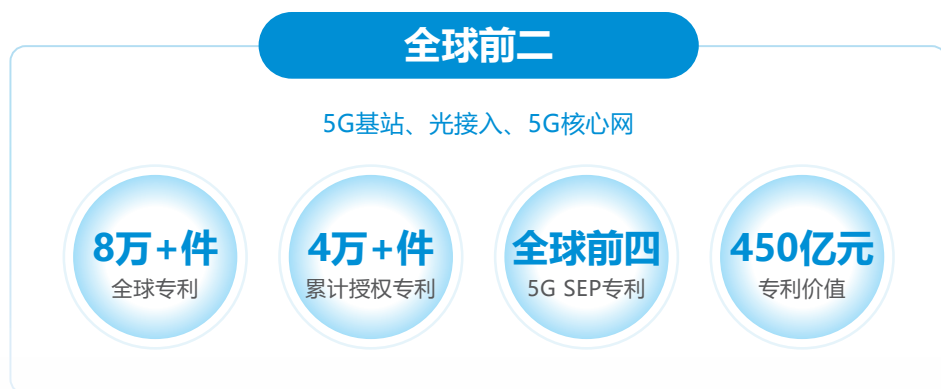 全球前二
5G基站、光接入、5G核心网
8万+件
全球专利
4万+件
累计授权专利
全球前四
5G SEP专利
450亿元
专利价值